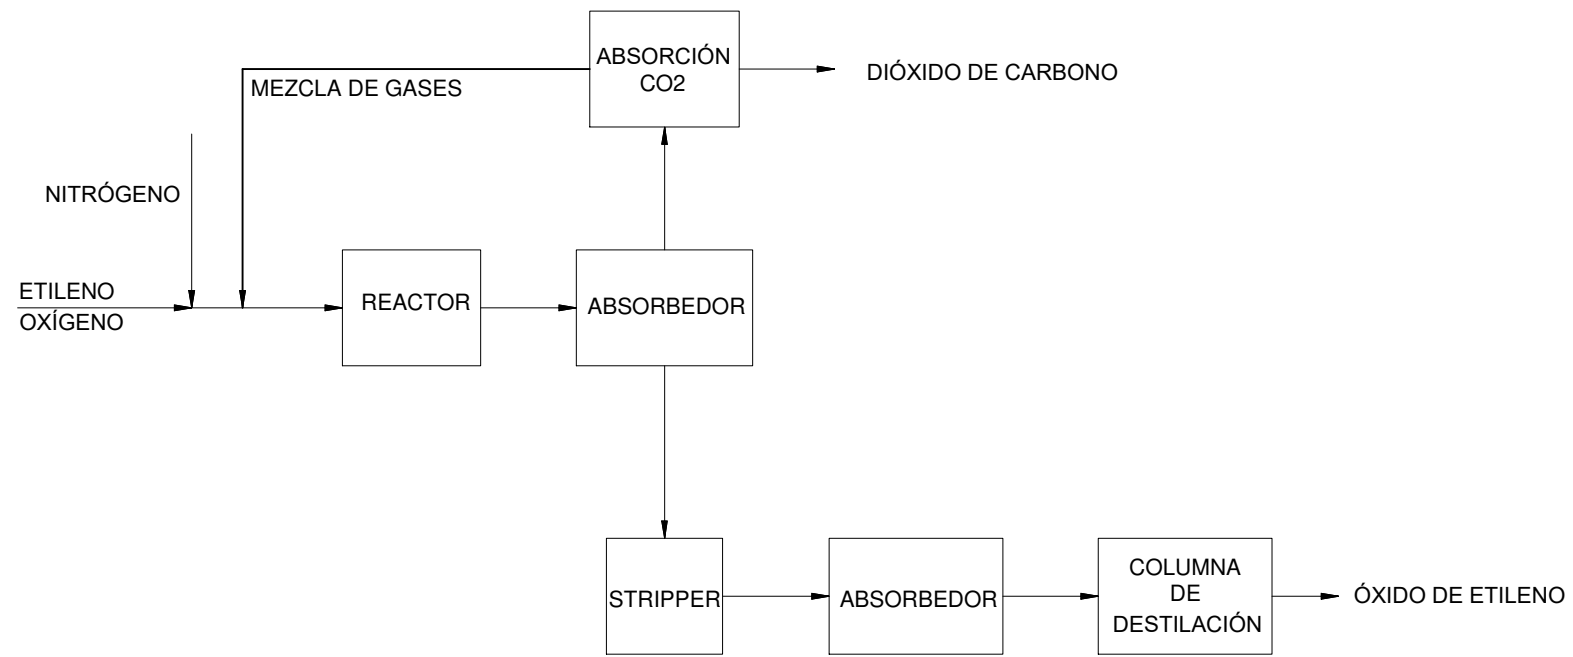 ABSORCIÓN
CO2
DIÓXIDO DE CARBONO
MEZCLA DE GASES
NITRÓGENO
ETILENO
OXÍGENO
REACTOR
ABSORBEDOR
STRIPPER
ABSORBEDOR
COLUMNA
DE
DESTILACIÓN
ÓXIDO DE ETILENO